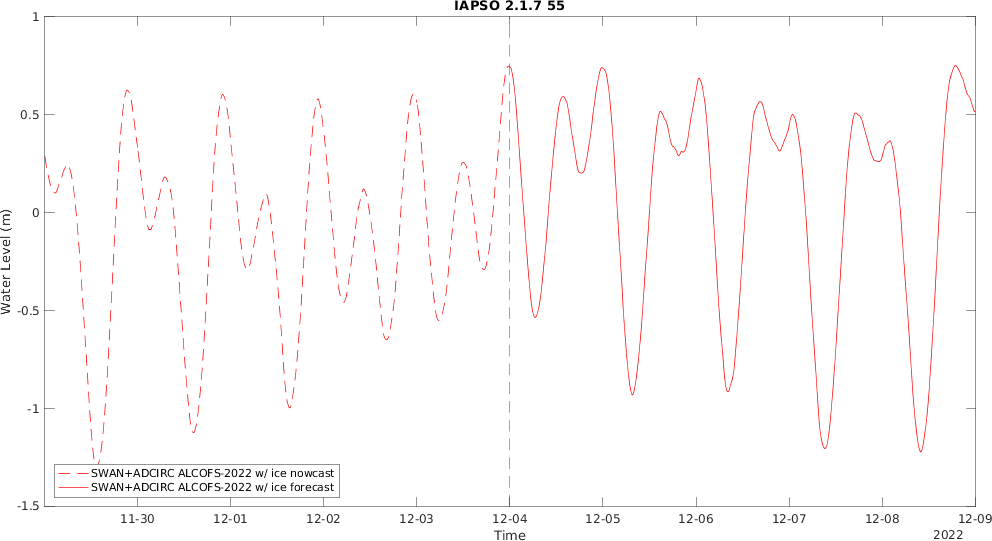 IAPSO 2.1.7 55
1
0.5
0
-0.5
-1
-1.5
Water Level (m)
SWAN+ADCIRC ALCOFS-2022 w/ ice nowcast
SWAN+ADCIRC ALCOFS-2022 w/ ice forecast
11-30 12-01 12-02 12-03 12-04 12-05 12-06 12-07 12-08 12-09
Time
2022